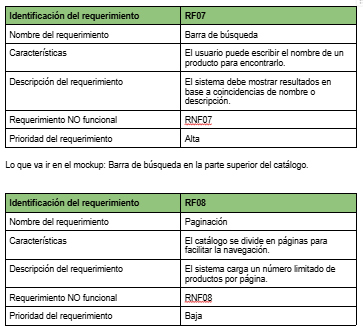 Identificación del requerimiento RF07
Nombre del requerimiento Barra de búsqueda
Características El usuario puede escribir el nombre de un
producto para encontrarlo.
Descripción del requerimiento El sistema debe mostrar resultados en
base a coincidencias de nombre o
descripción.
Requerimiento NO funcional RNF07
Prioridad del requerimiento Alta
Lo que va ir en el mockup: Barra de búsqueda en la parte superior del catálogo.
Identificación del requerimiento RF08
Nombre del requerimiento Paginación
Características El catálogo se divide en páginas para
facilitar la navegación.
Descripción del requerimiento El sistema carga un número limitado de
productos por página.
Requerimiento NO funcional RNF08
Prioridad del requerimiento Baja